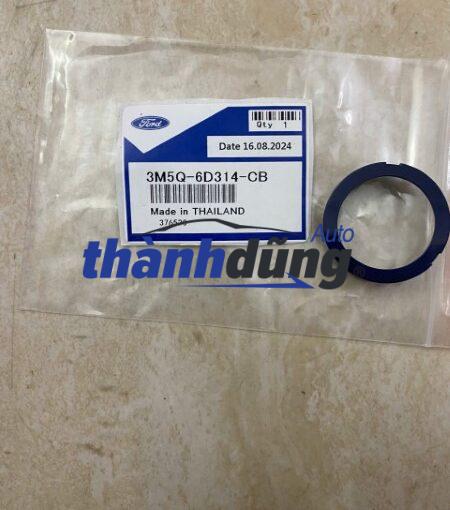 Ford
Qty 1
Date 16.08.2024
3M5Q-6D314-CB
Made in THAILAND
Auto
thànhdũng